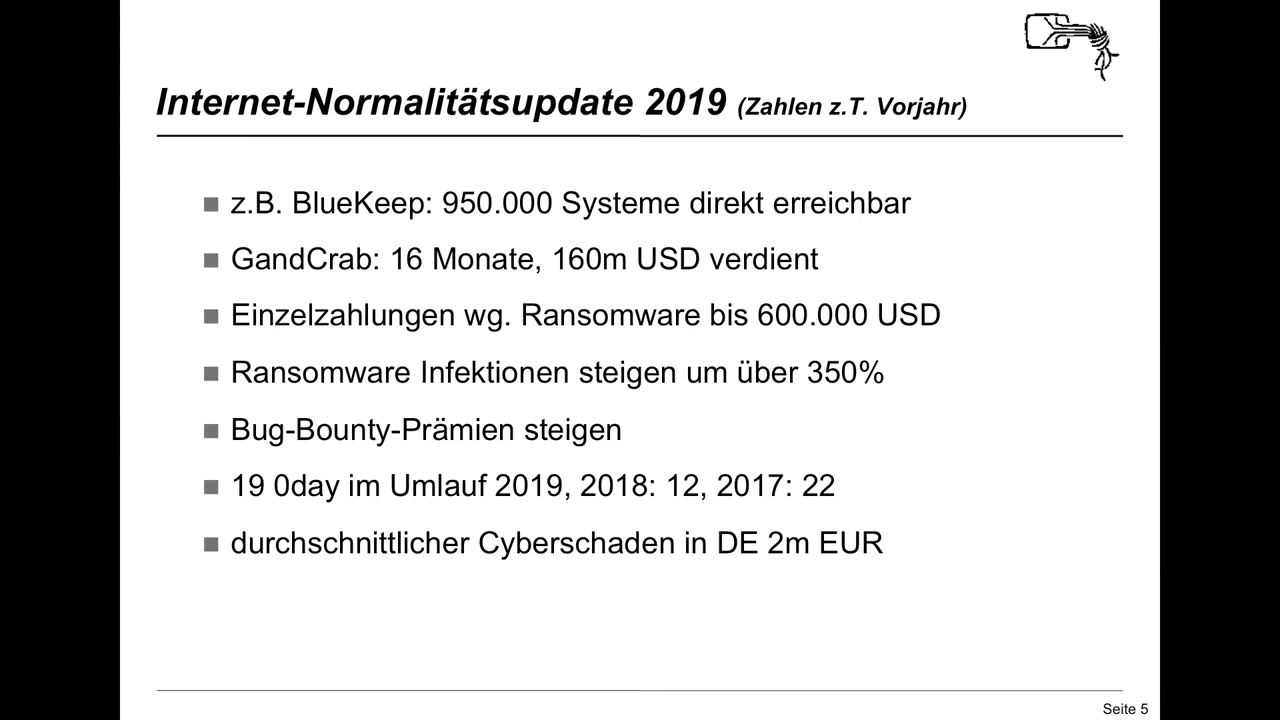 Internet-Normalitätsupdate 2019 (Zahlen z.T. Vorjahr)
z.B. BlueKeep: 950.000 Systeme direkt erreichbar
GandCrab: 16 Monate, 160m USD verdient
Einzelzahlungen wg. Ransomware bis 600.000 USD
Ransomware Infektionen steigen um über 350%
Bug-Bounty-Prämien steigen
19 0day im Umlauf 2019, 2018: 12, 2017: 22
durchschnittlicher Cyberschaden in DE 2m EUR
Seite 5